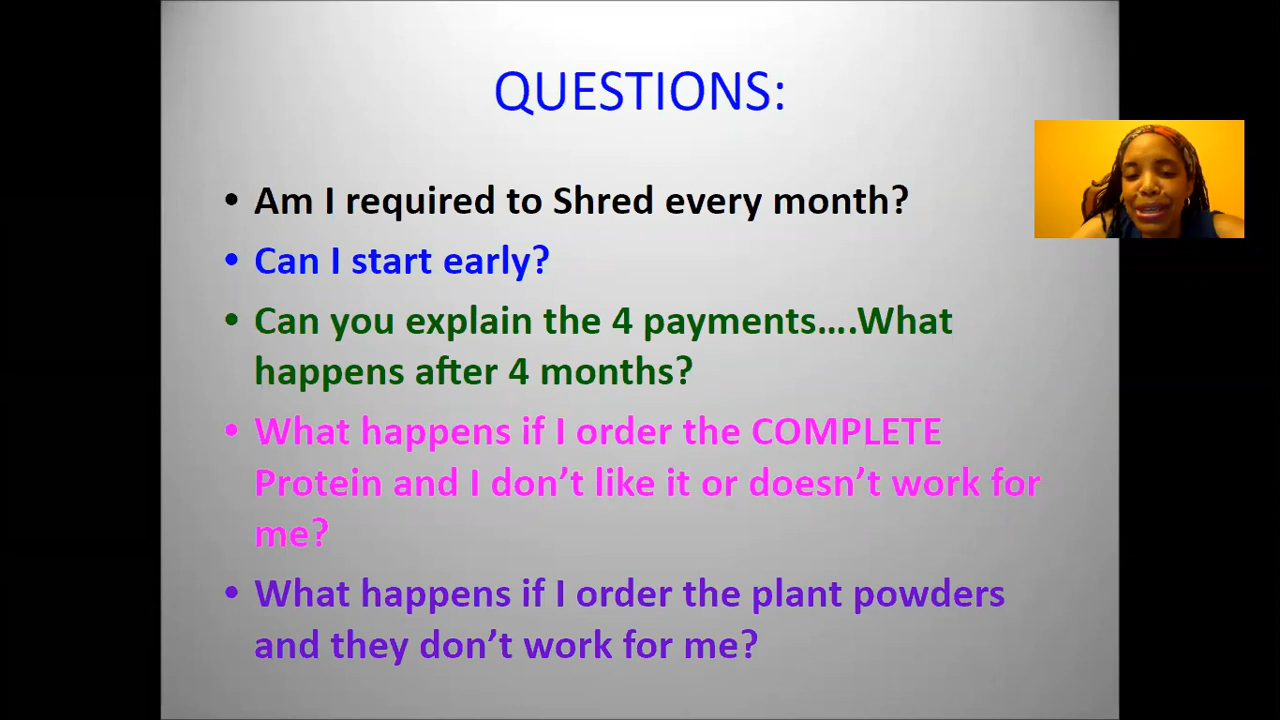 QUESTIONS:
• Am I required to Shred every month?
• Can I start early?
• Can you explain the 4 payments….What
happens after 4 months?
• What happens if I order the COMPLETE
Protein and I don’t like it or doesn’t work for
me?
• What happens if I order the plant powders
and they don’t work for me?